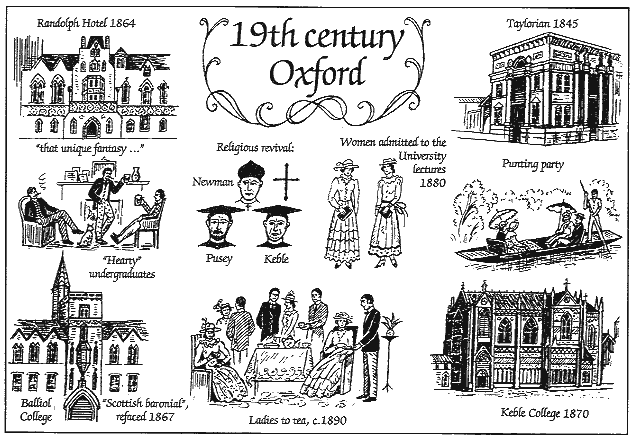 Randolph Hotel 1864
19th century
Oxford
Taylorian 1845
"that unique fantasy ..."
Religious revival:
Newman
Pusey
Keble
Women admitted to the
University
lectures
1880
Punting party
"Hearty"
undergraduates
Balliol
College
"Scottish baronial",
refaced 1867
Ladies to tea, c.1890
Keble College 1870